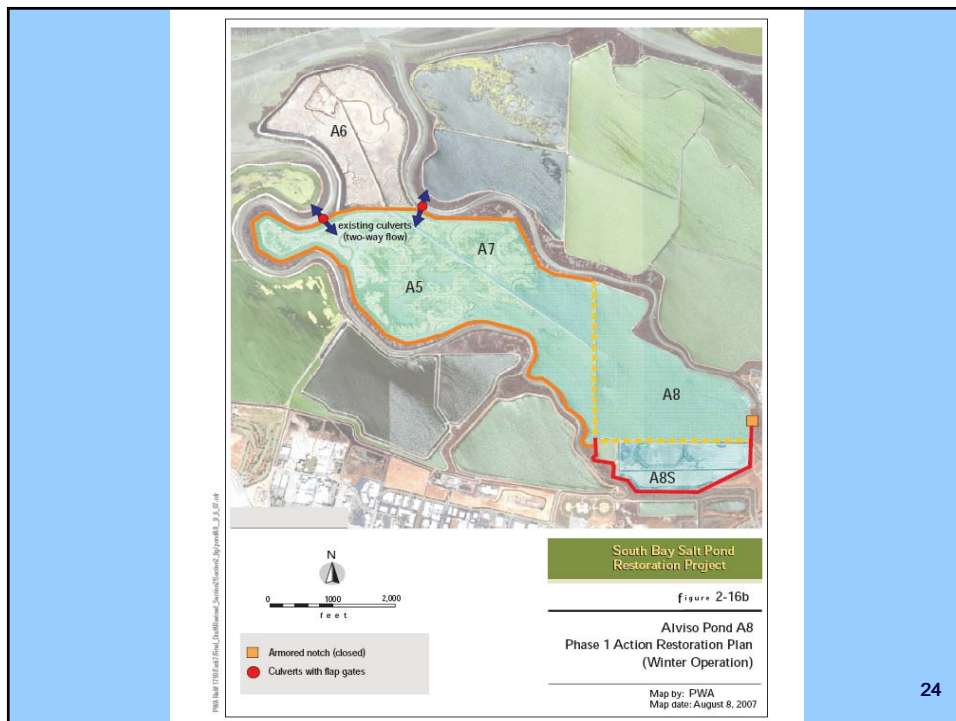 A6
existing culverts
(two-way flow)
A7
A5
A8
A8S
N
0 1000 2,000
feet
Armored notch (closed)
Culverts with flap gates
South Bay Salt Pond
Restoration Project
figure 2-16b
Alviso Pond A8
Phase 1 Action Restoration Plan
(Winter Operation)
Map by: PWA
Map date: August 8, 2007
24